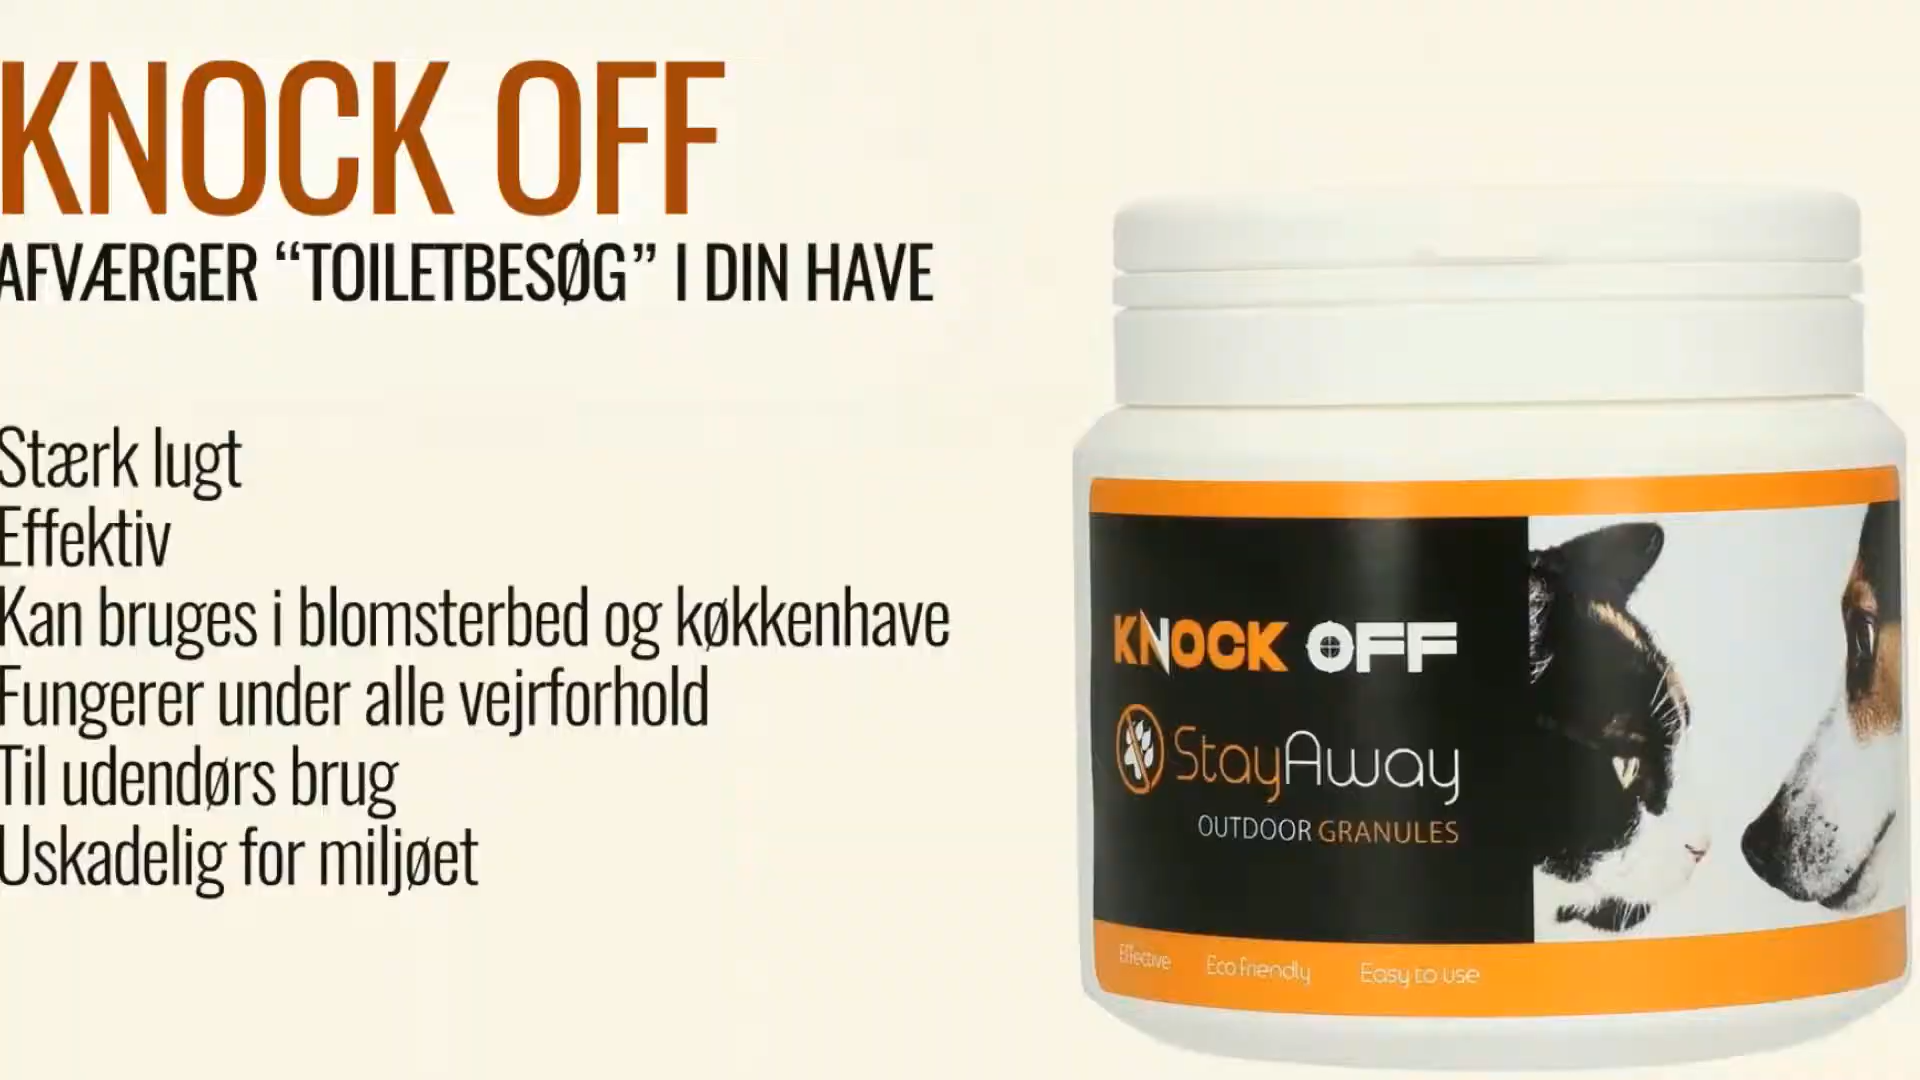 KNOCK OFF
AFVÆRGER “TOILETBESØG” I DIN HAVE
Stærk lugt
Effektiv
Kan bruges i blomsterbed og køkkenhave
Fungerer under alle vejrforhold
Til udendørs brug
Uskadelig for miljøet
KNOCK OFF
StayAway
OUTDOOR GRANULES
Effective Eco friendly Easy to use